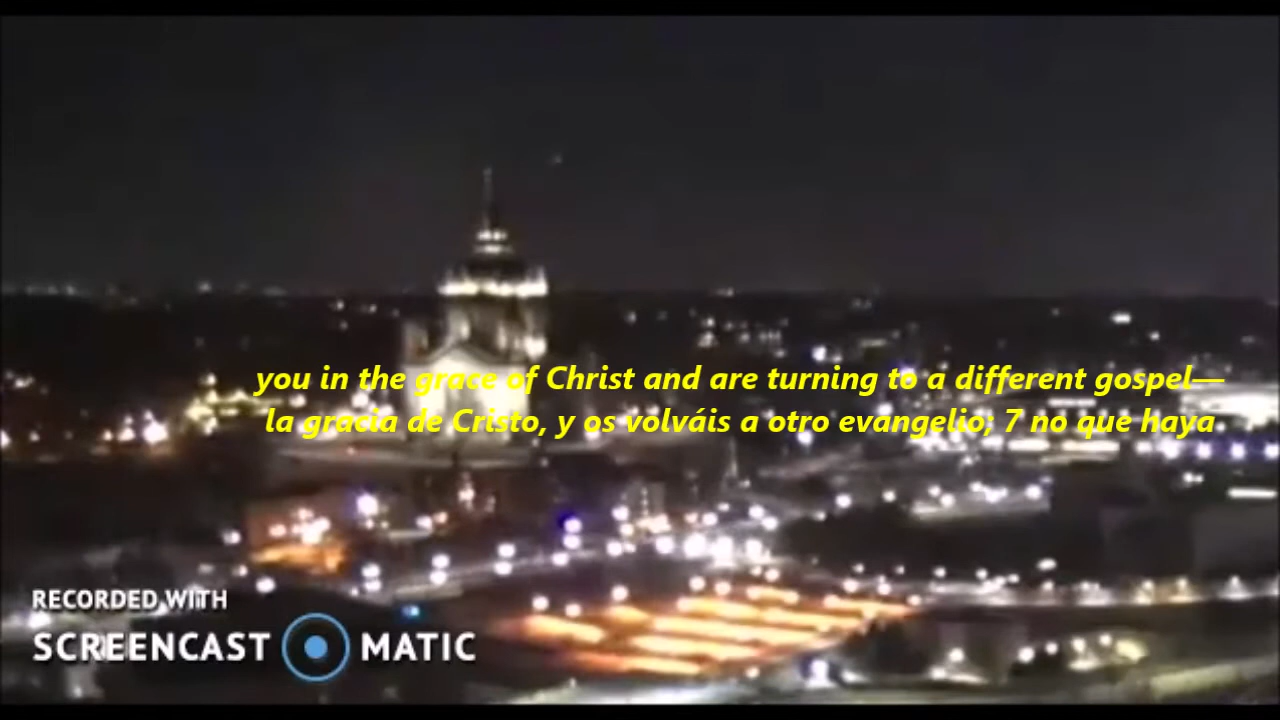 you in the grace of Christ and are turning to a different gospel—
la gracia de Cristo, y os volváis a otro evangelio; 7 no que haya
RECORDED WITH
SCREENCAST MATIC